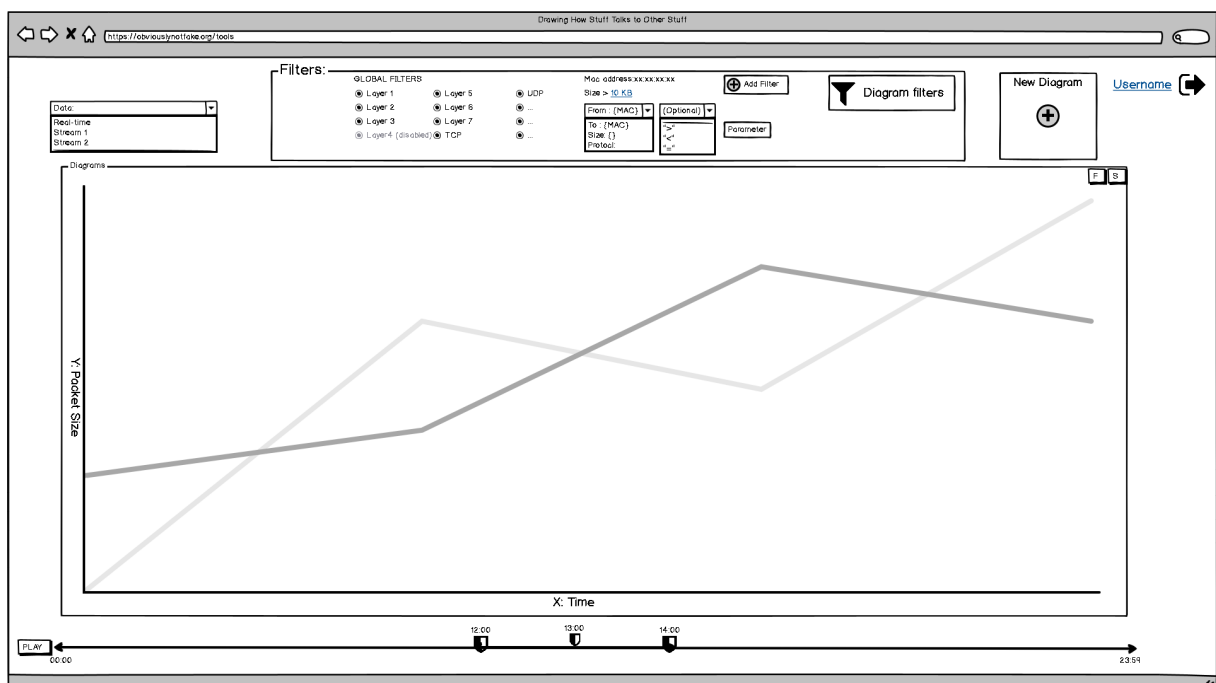 Drawing How Stuff Talks to Other Stuff
https://obviouslynotfake.org/tools
Filters:
GLOBAL FILTERS
Layer 1
Layer 2
Layer 3
Layer4 (disabled)
Layer 5
Layer 6
Layer 7
TCP
UDP
...
...
...
Mac address:xx:xx:xx:xx
Size > 10 KB
From : {MAC}
To : {MAC}
Size: {}
Protocl:
(Optional)
">"
"<"
"="
Add Filter
Parameter
Diagram filters
New Diagram
Username
Data:
Real-time
Stream 1
Stream 2
Diagrams
F
S
Y: Packet Size
X: Time
PLAY
00:00
12:00
13:00
14:00
23:59